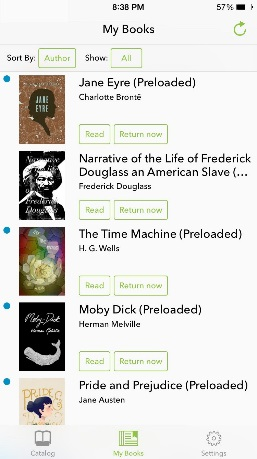 8:38 PM 57%
My Books
Sort By: Author Show: All
JANE
EYRE
Jane Eyre (Preloaded)
Charlotte Brontë
Read Return now
Narrative
Frederick
Douglass
Narrative of the Life of Frederick
Douglass an American Slave (...
Frederick Douglass
Read Return now
The Time Machine (Preloaded)
H. G. Wells
Read Return now
Moby-Dick
Herman Melville
Moby Dick (Preloaded)
Herman Melville
Read Return now
PRIDE
Pride and Prejudice (Preloaded)
Jane Austen
Catalog My Books Settings